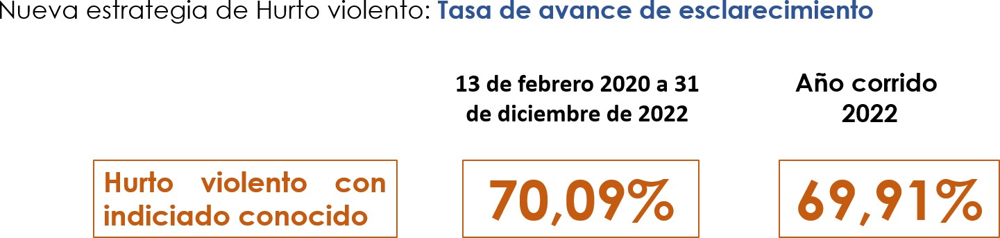 Nueva estrategia de Hurto violento: Tasa de avance de esclarecimiento
13 de febrero 2020 a 31
de diciembre de 2022
Año corrido
2022
Hurto violento con
indiciado conocido
70,09%
69,91%